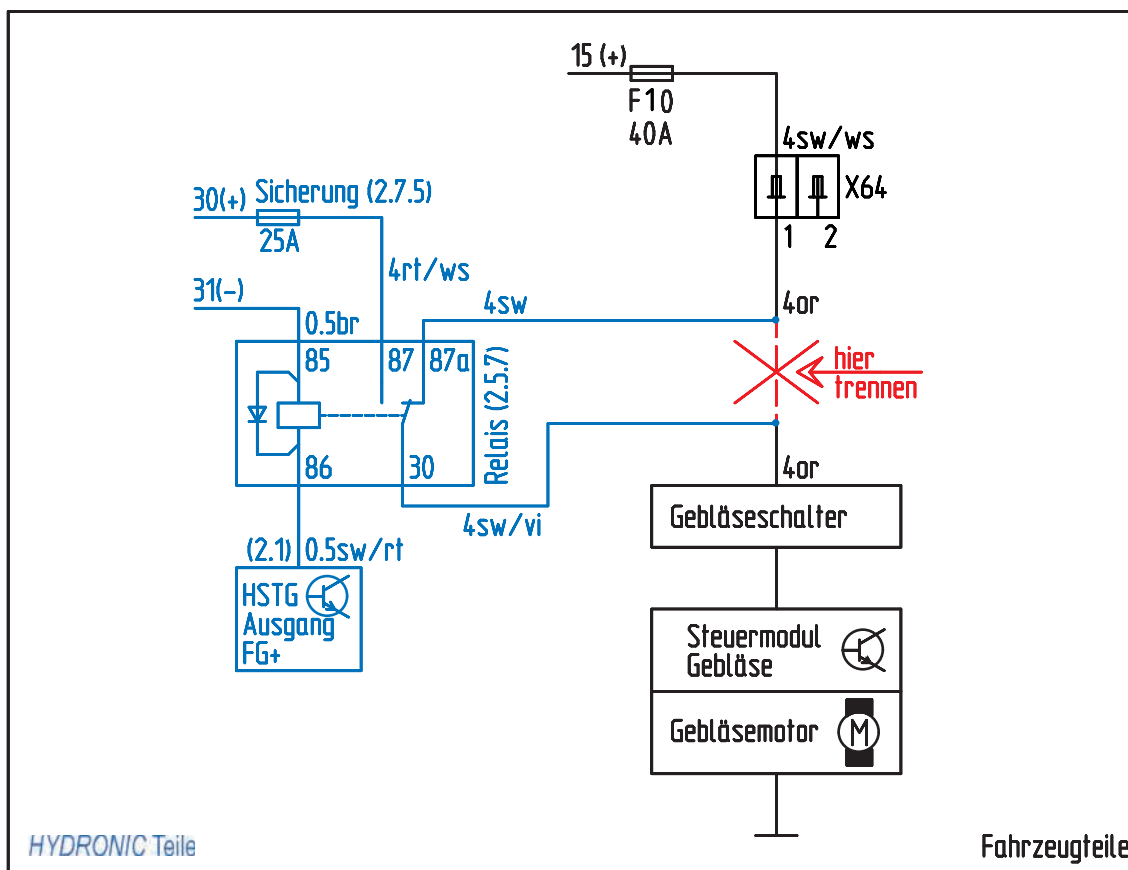 15 (+)
F10
40A
4sw/ws
X64
1 2
30(+) Sicherung (2.7.5)
25A
4rt/ws
31(-)
0.5br
4sw
4or
85 87 87a
Relais (2.5.7)
hier
trennen
86 30
4sw/vi
4or
Gebläseschalter
(2.1) 0.5sw/rt
HSTG
Ausgang
FG+
Steuermodul
Gebläse
Gebläsemotor M
HYDRONIC Teile
Fahrzeugteile